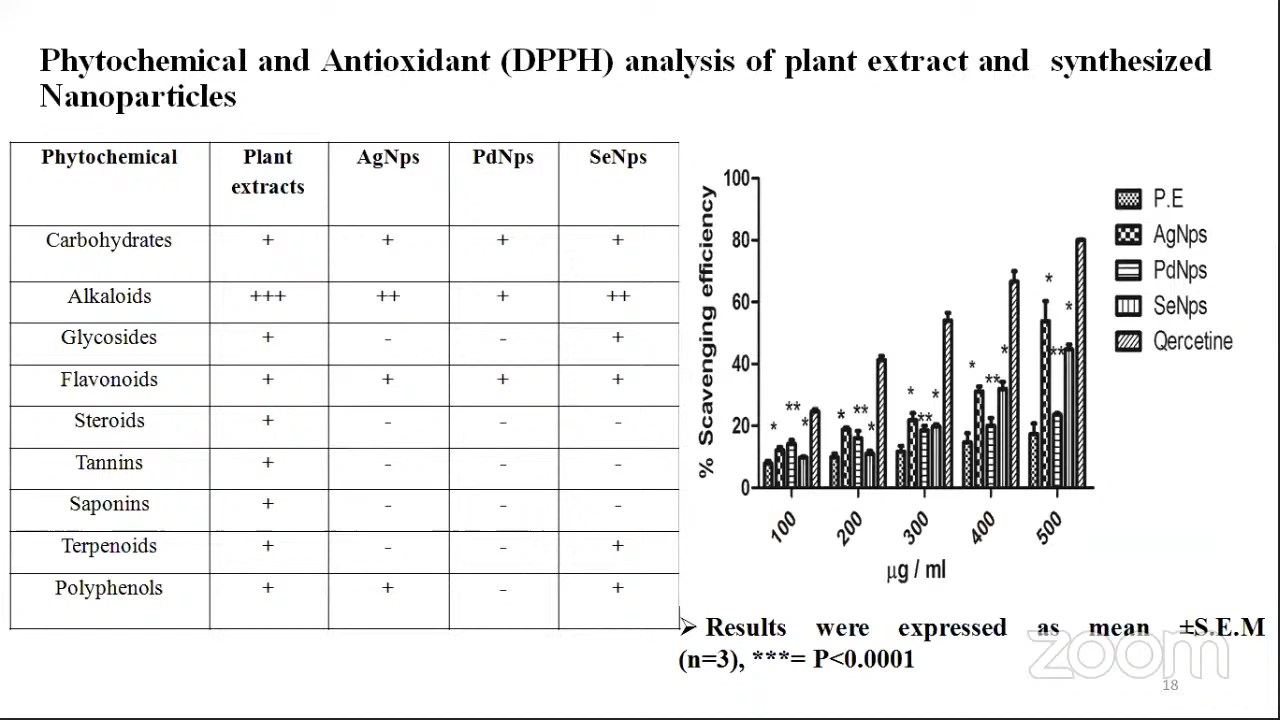 Phytochemical and Antioxidant (DPPH) analysis of plant extract and synthesized
Nanoparticles
Phytochemical Plant extracts AgNps PdNps SeNps
Carbohydrates + + + +
Alkaloids +++ ++ + ++
Glycosides + - - +
Flavonoids + + + +
Steroids + - - -
Tannins + - - -
Saponins + - - -
Terpenoids + - - +
Polyphenols + + - +
% Scavenging efficiency
100
80
60
40
20
0
* ** *
* ** *
* ** *
* ** *
* ** *
100 200 300 400 500
µg / ml
P.E
AgNps
PdNps
SeNps
Qercetine
➢ Results were expressed as mean ±S.E.M
(n=3), ***= P<0.0001
zoom
18